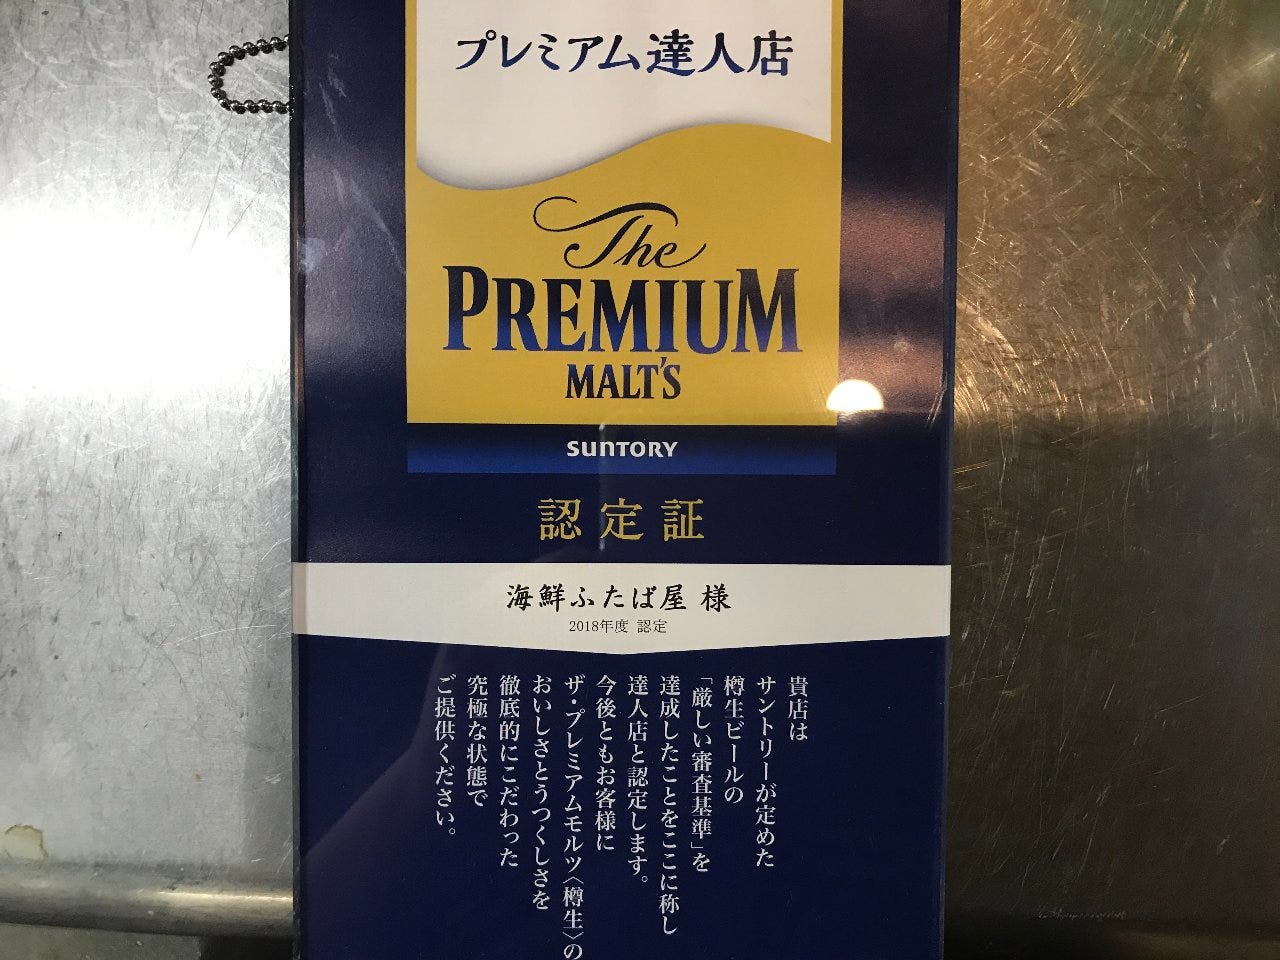 プレミアム達人店
The
PREMIUM
MALT'S
SUNTORY
認定証
海鮮ふたば屋 様
2018年度 認定
貴店は
サントリーが定めた
樽生ビールの
「厳しい審査基準」を
達成したことをここに称し
達人店と認定します。
今後ともお客様に
ザ・プレミアムモルツ〈樽生〉の
おいしさとうつくしさを
徹底的にこだわった
究極な状態で
ご提供ください。